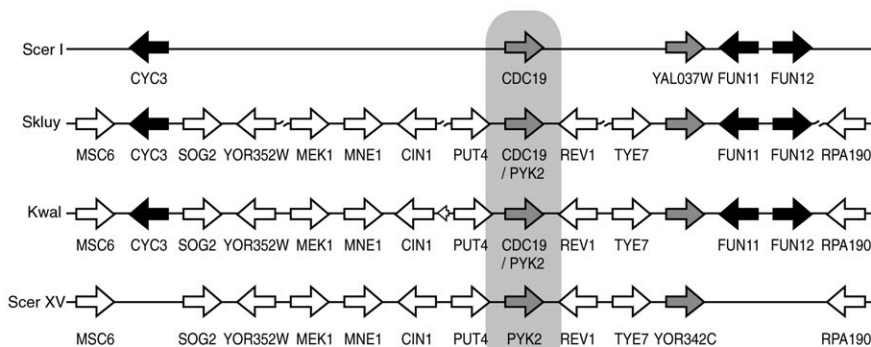 Scer I
CYC3 CDC19 YAL037W FUN11 FUN12
Skluy
MSC6 CYC3 SOG2 YOR352W MEK1 MNE1 CIN1 PUT4 CDC19 REV1 TYE7 FUN11 FUN12 RPA190
/ PYK2
Kwal
MSC6 CYC3 SOG2 YOR352W MEK1 MNE1 CIN1 PUT4 CDC19 REV1 TYE7 FUN11 FUN12 RPA190
/ PYK2
Scer XV
MSC6 SOG2 YOR352W MEK1 MNE1 CIN1 PUT4 PYK2 REV1 TYE7 YOR342C RPA190